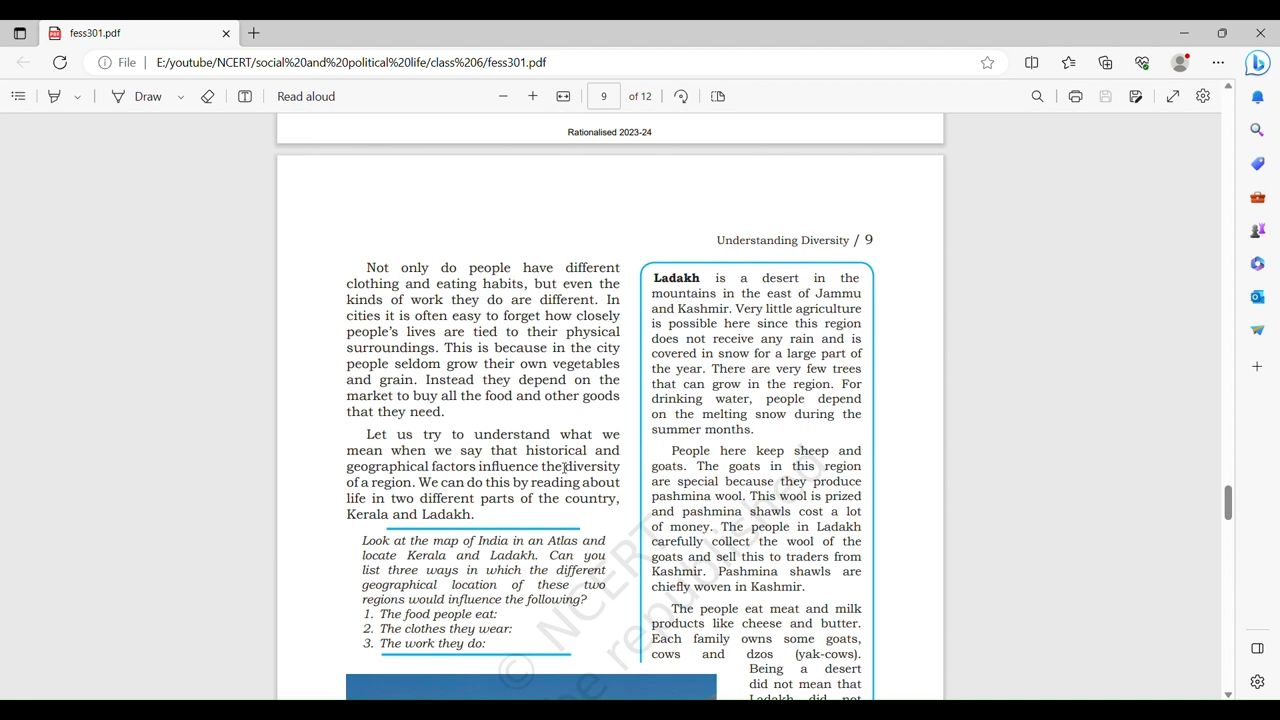 fess301.pdf
File
E:/youtube/NCERT/social%20and%20political%20life/class%206/fess301.pdf
Draw
Read aloud
9
of 12
Rationalised 2023-24
Understanding Diversity / 9
Not only do people have different
clothing and eating habits, but even the
kinds of work they do are different. In
cities it is often easy to forget how closely
people's lives are tied to their physical
surroundings. This is because in the city
people seldom grow their own vegetables
and grain. Instead they depend on the
market to buy all the food and other goods
that they need.
Let us try to understand what we
mean when we say that historical and
geographical factors influence the diversity
of a region. We can do this by reading about
life in two different parts of the country,
Kerala and Ladakh.
Look at the map of India in an Atlas and
locate Kerala and Ladakh. Can you
list three ways in which the different
geographical location of these two
regions would influence the following?
1. The food people eat:
2. The clothes they wear:
3. The work they do:
Ladakh is a desert in the
mountains in the east of Jammu
and Kashmir. Very little agriculture
is possible here since this region
does not receive any rain and is
covered in snow for a large part of
the year. There are very few trees
that can grow in the region. For
drinking water, people depend
on the melting snow during the
summer months.
People here keep sheep and
goats. The goats in this region
are special because they produce
pashmina wool. This wool is prized
and pashmina shawls cost a lot
of money. The people in Ladakh
carefully collect the wool of the
goats and sell this to traders from
Kashmir. Pashmina shawls are
chiefly woven in Kashmir.
The people eat meat and milk
products like cheese and butter.
Each family owns some goats,
cows and dzos (yak-cows).
Being a desert
did not mean that
Ladakh did not
© NCERT
be republished